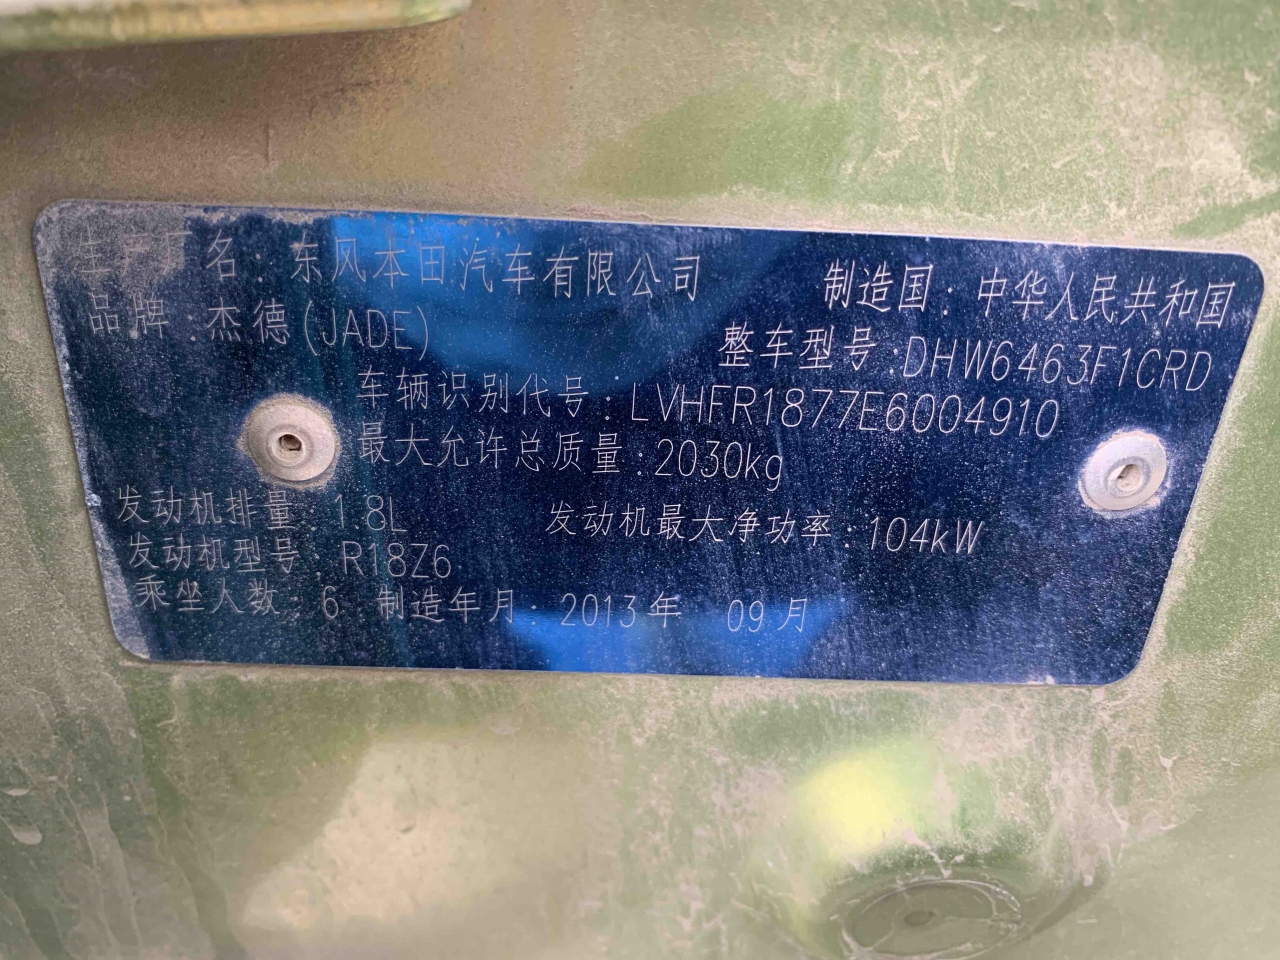 生产厂名：东风本田汽车有限公司 制造国：中华人民共和国
品牌：杰德(JADE) 整车型号：DHW6463F1CRD
车辆识别代号：LVHFR1877E6004910
最大允许总质量：2030kg
发动机排量：1.8L 发动机最大净功率：104kW
发动机型号：R18Z6
乘坐人数：6 制造年月：2013年 09月